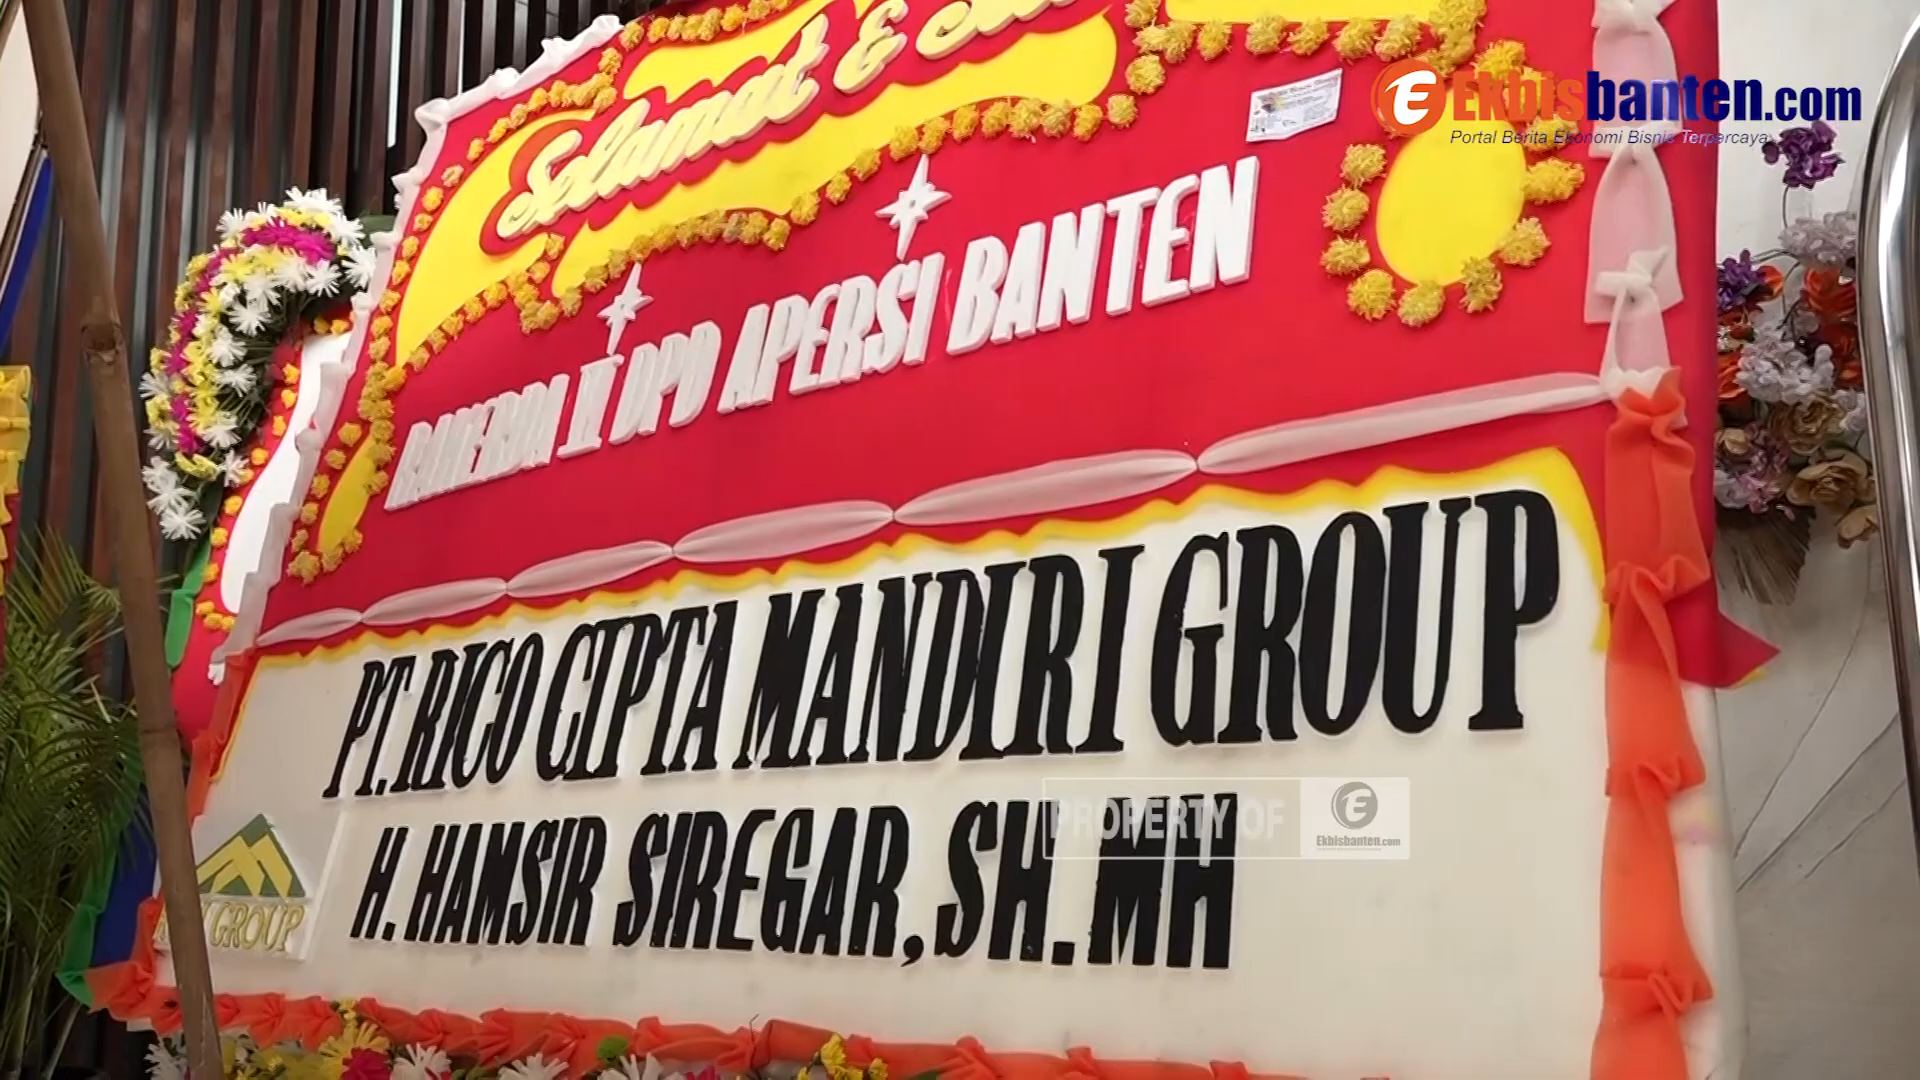 Ekbisbanten.com
Portal Berita Ekonomi Bisnis Terpercaya
Selamat &
RAKERDA II DPD APERSI BANTEN
PT. RICO CIPTA MANDIRI GROUP
H. HAMSIR SIREGAR, SH. MH
PROPERTY OF
Ekbisbanten.com
GROUP